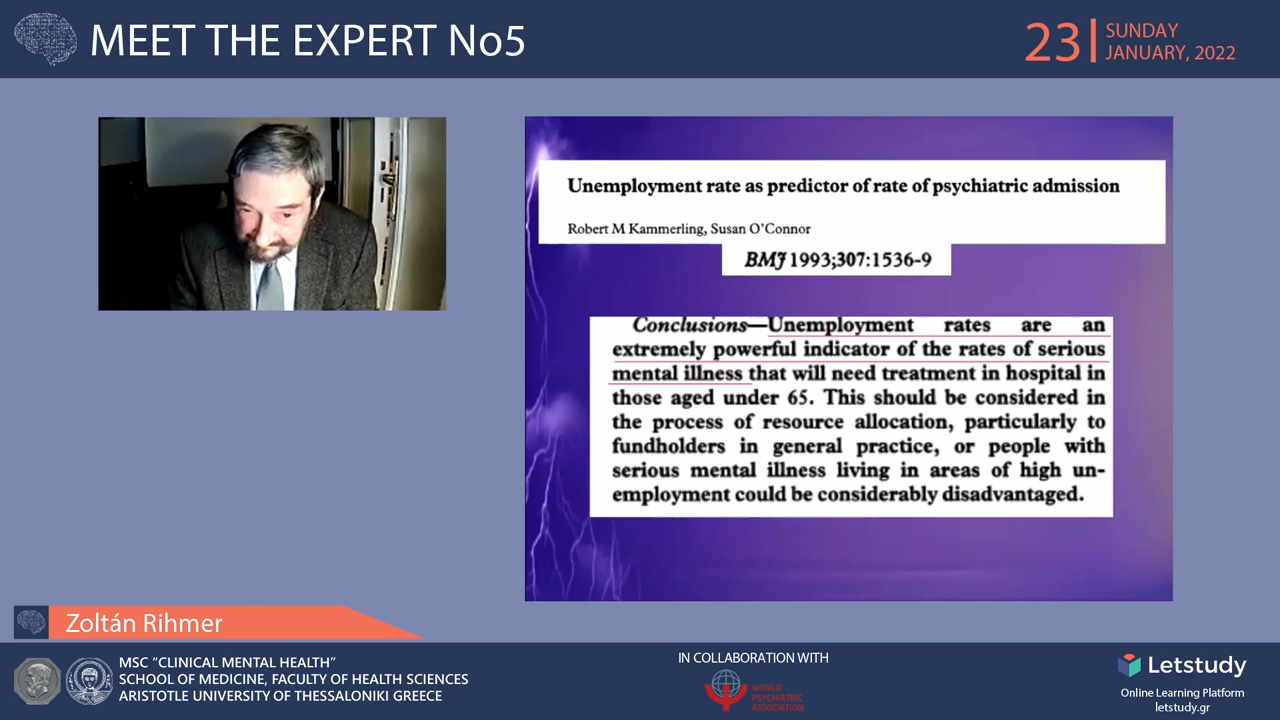 MEET THE EXPERT No5
23
SUNDAY
JANUARY, 2022
Unemployment rate as predictor of rate of psychiatric admission
Robert M Kammerling, Susan O'Connor
BMJ 1993;307:1536-9
Conclusions—Unemployment rates are an
extremely powerful indicator of the rates of serious
mental illness that will need treatment in hospital in
those aged under 65. This should be considered in
the process of resource allocation, particularly to
fundholders in general practice, or people with
serious mental illness living in areas of high un-
employment could be considerably disadvantaged.
Zoltán Rihmer
MSC "CLINICAL MENTAL HEALTH"
SCHOOL OF MEDICINE, FACULTY OF HEALTH SCIENCES
ARISTOTLE UNIVERSITY OF THESSALONIKI GREECE
IN COLLABORATION WITH
WORLD
PSYCHIATRIC
ASSOCIATION
Letstudy
Online Learning Platform
letstudy.gr